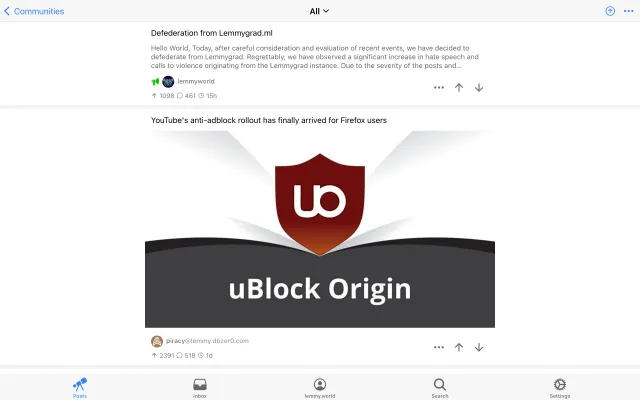 Communities
All
Defederation from Lemmygrad.ml
Hello World, Today, after careful consideration and evaluation of recent events, we have decided to
defederate from Lemmygrad. Regrettably, we have observed a significant increase in hate speech and
calls to violence originating from the Lemmygrad instance. Due to the severity of the posts and...
lemmyworld
1098 461 15h
YouTube's anti-adblock rollout has finally arrived for Firefox users
uo
uBlock Origin
piracy@lemmy.dbzer0.com
2391 518 1d
Posts
Inbox
lemmy.world
Search
Settings